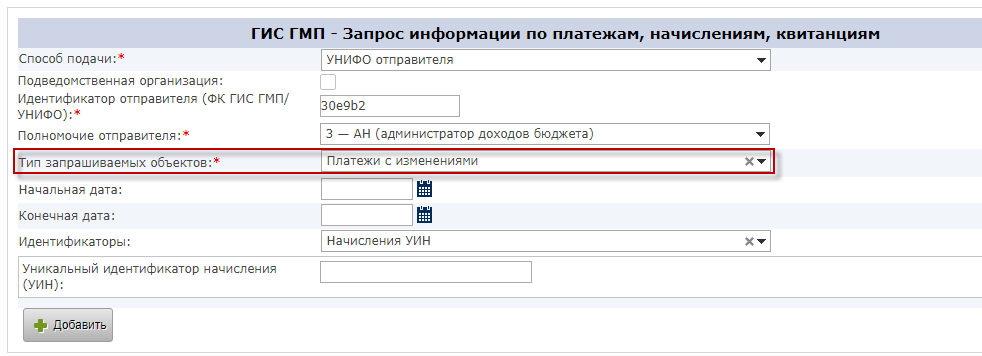 ГИС ГМП - Запрос информации по платежам, начислениям, квитанциям
Способ подачи:* УНИФО отправителя
Подведомственная организация:
Идентификатор отправителя (ФК ГИС ГМП/
УНИФО):* 30e9b2
Полномочие отправителя:* 3 — АН (администратор доходов бюджета)
Тип запрашиваемых объектов:* Платежи с изменениями
Начальная дата:
Конечная дата:
Идентификаторы: Начисления УИН
Уникальный идентификатор начисления
(УИН):
Добавить